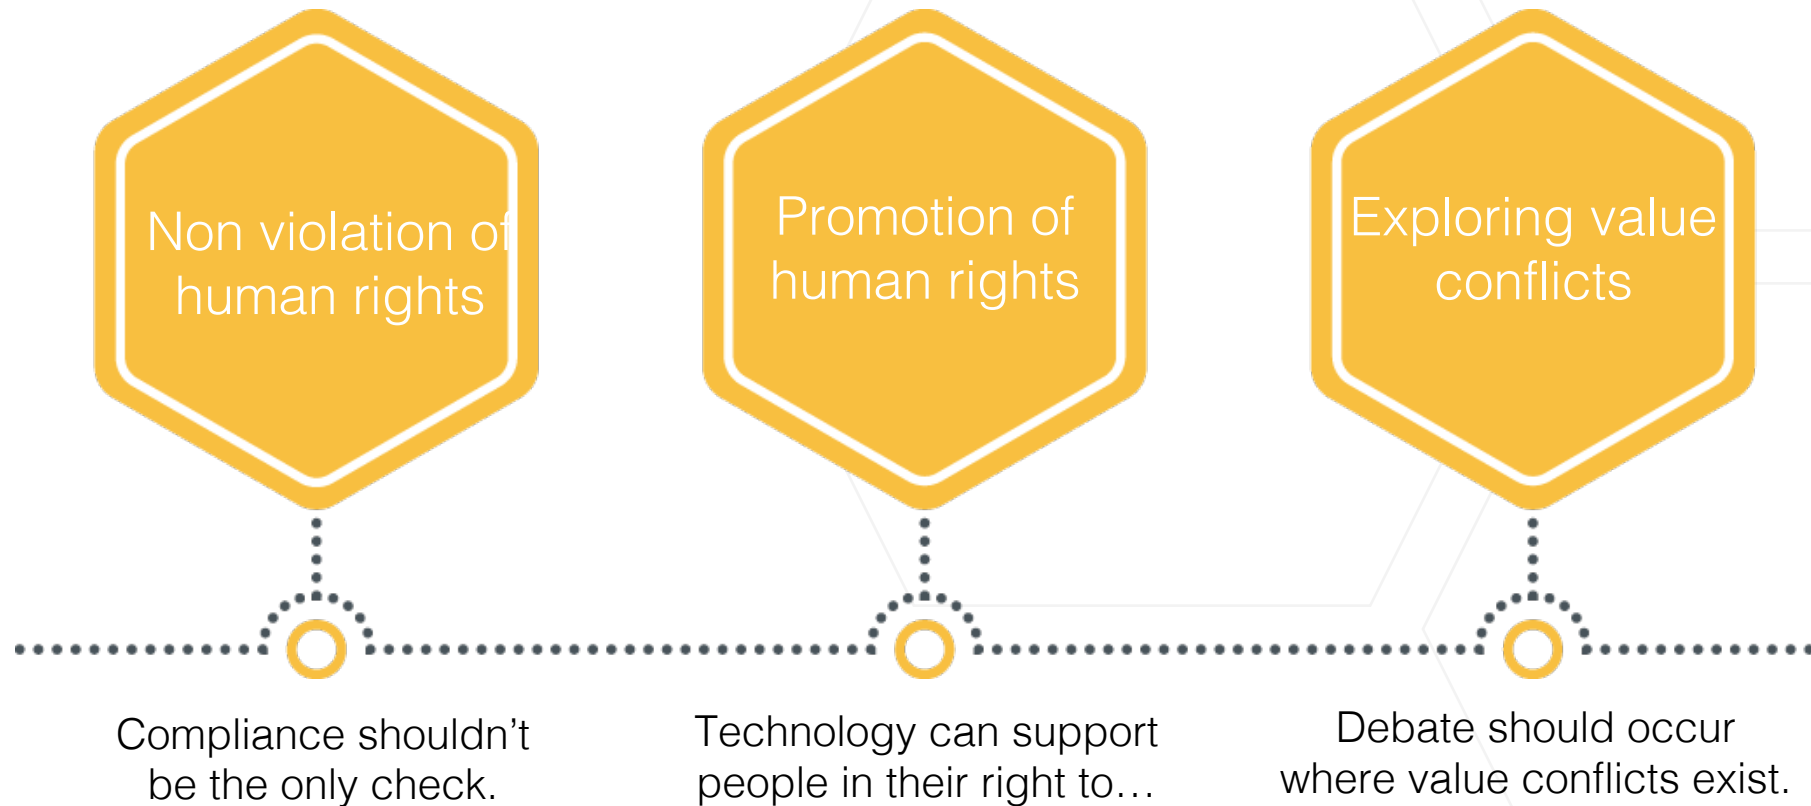 Non violation of
human rights
Promotion of
human rights
Exploring value
conflicts
Compliance shouldn’t
be the only check.
Technology can support
people in their right to…
Debate should occur
where value conflicts exist.